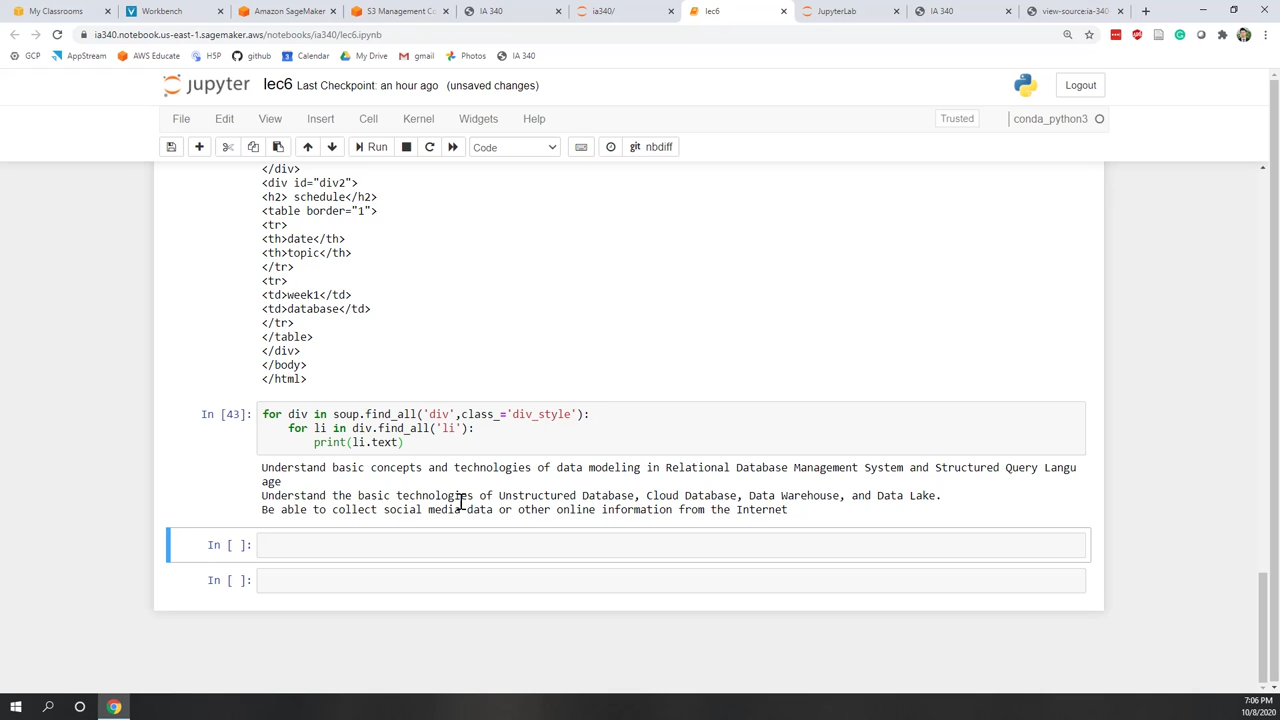 My Classrooms
Workbench
Amazon SageMaker
S3 Management Co
IA 340
ia340/
lec6
JupyterLab
IA 340
view-source:ia-340
ia340.notebook.us-east-1.sagemaker.aws/notebooks/ia340/lec6.ipynb
GCP
AppStream
AWS Educate
H5P
github
Calendar
My Drive
gmail
Photos
IA 340
jupyter lec6 Last Checkpoint: an hour ago (unsaved changes)
Logout
File Edit View Insert Cell Kernel Widgets Help
Trusted
conda_python3
Run
Code
git nbdiff
</div>
<div id="div2">
<h2> schedule</h2>
<table border="1">
<tr>
<th>date</th>
<th>topic</th>
</tr>
<tr>
<td>week1</td>
<td>database</td>
</tr>
</table>
</div>
</body>
</html>
In [43]: for div in soup.find_all('div',class_='div_style'):
for li in div.find_all('li'):
print(li.text)
Understand basic concepts and technologies of data modeling in Relational Database Management System and Structured Query Langu
age
Understand the basic technologies of Unstructured Database, Cloud Database, Data Warehouse, and Data Lake.
Be able to collect social media data or other online information from the Internet
In [ ]:
In [ ]:
7:06 PM
10/8/2020